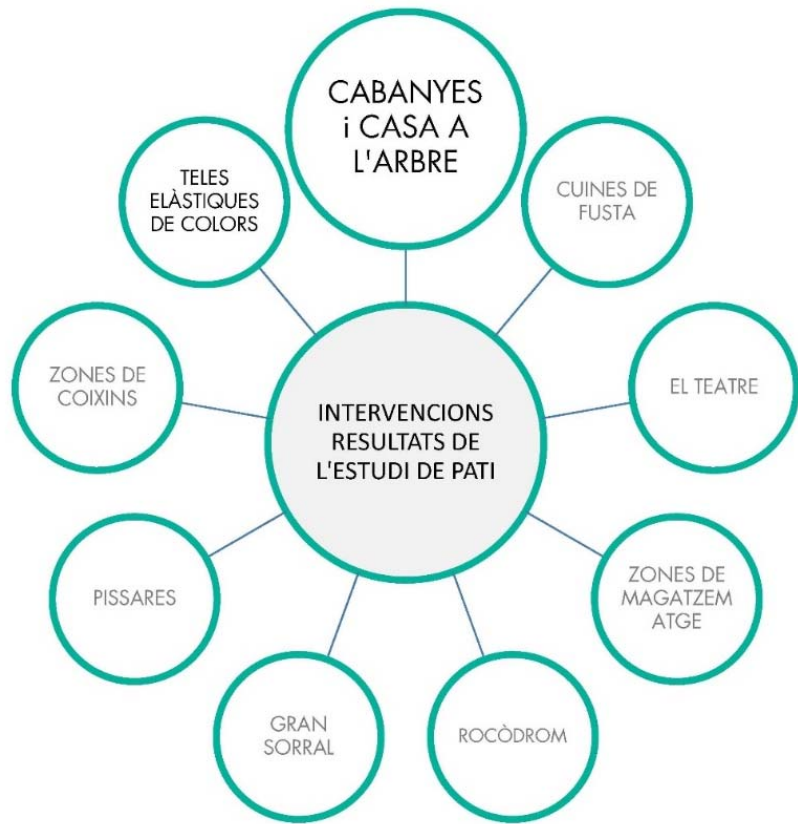 CABANYES
i CASA A
L'ARBRE
CUINES DE
FUSTA
EL TEATRE
ZONES DE
MAGATZEM
ATGE
ROCÒDROM
GRAN
SORRAL
PISSARES
ZONES DE
COIXINS
TELES
ELÀSTIQUES
DE COLORS
INTERVENCIONS
RESULTATS DE
L'ESTUDI DE PATI